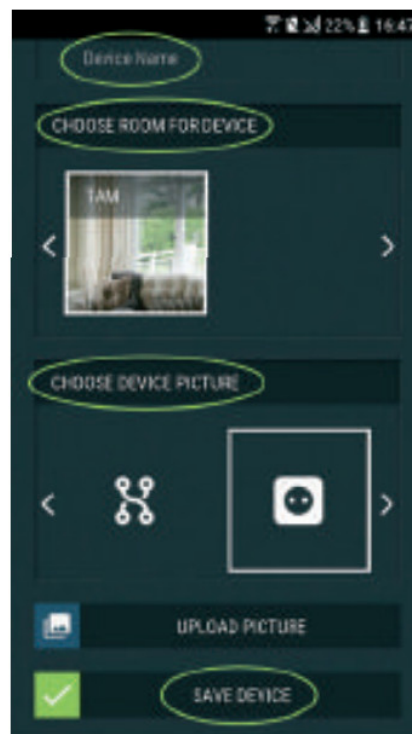 22% 16:47
Device Name
CHOOSE ROOM FOR DEVICE
TAM
CHOOSE DEVICE PICTURE
UPLOAD PICTURE
SAVE DEVICE